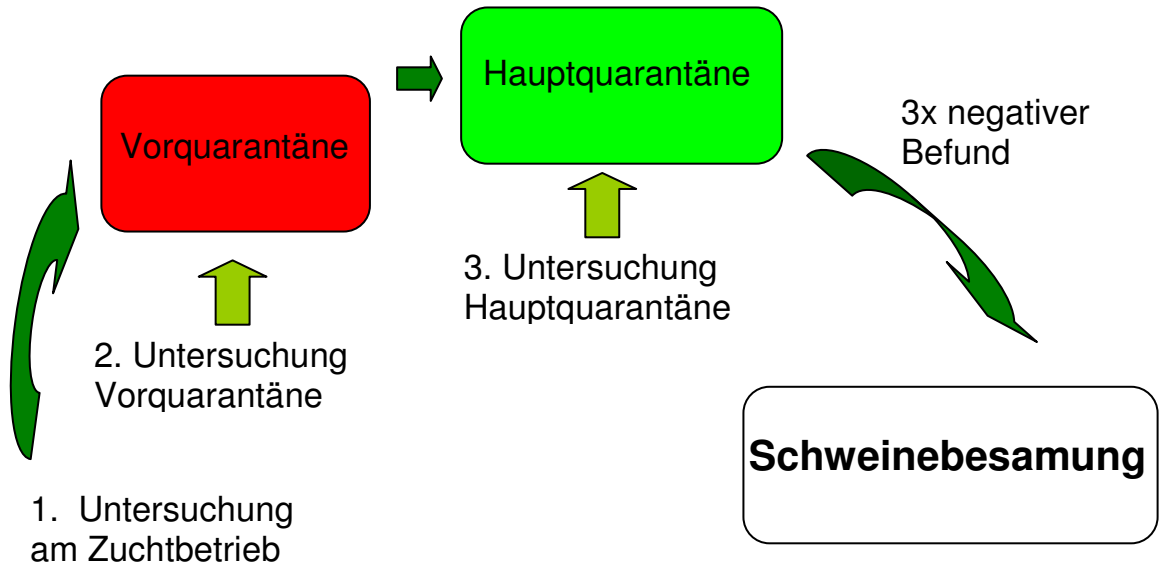 1. Untersuchung
am Zuchtbetrieb
Vorquarantäne
2. Untersuchung
Vorquarantäne
Hauptquarantäne
3. Untersuchung
Hauptquarantäne
3x negativer
Befund
Schweinebesamung